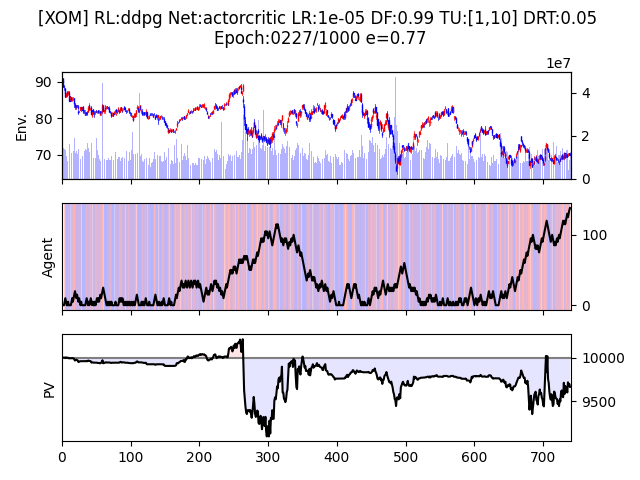 [XOM] RL:ddpg Net:actorcritic LR:1e-05 DF:0.99 TU:[1,10] DRT:0.05
Epoch:0227/1000 e=0.77
1e7
90
80
70
Env.
4
2
0
Agent
100
0
PV
10000
9500
0 100 200 300 400 500 600 700